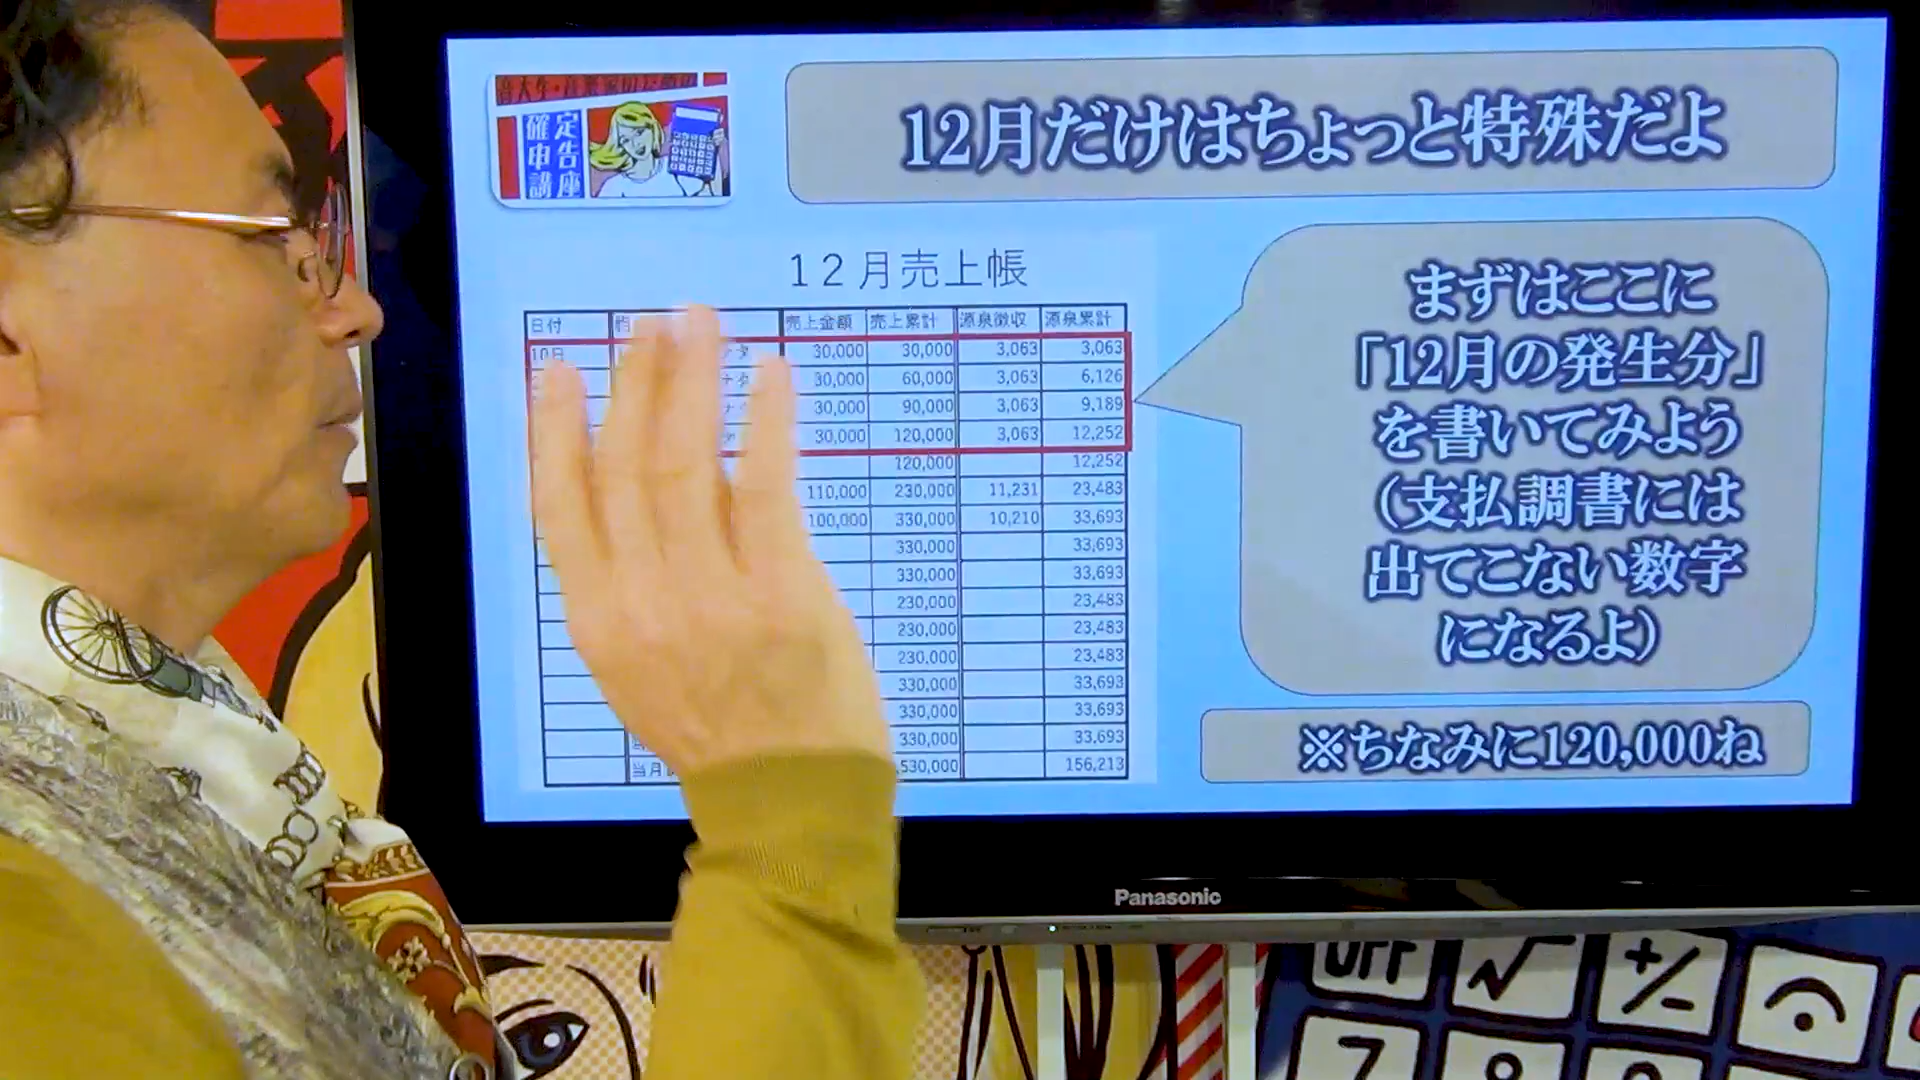 確定
申告
講座
12月だけはちょっと特殊だよ
12月売上帳
日付 売上金額 売上累計 源泉徴収 源泉累計
10日 30,000 30,000 3,063 3,063
30,000 60,000 3,063 6,126
30,000 90,000 3,063 9,189
30,000 120,000 3,063 12,252
120,000 12,252
110,000 230,000 11,231 23,483
100,000 330,000 10,210 33,693
330,000 33,693
330,000 33,693
230,000 23,483
230,000 23,483
230,000 23,483
330,000 33,693
330,000 33,693
330,000 33,693
当月 530,000 156,213
まずはここに
「12月の発生分」
を書いてみよう
(支払調書には
出てこない数字
になるよ)
※ちなみに120,000ね
Panasonic
OFF √ +/-
7